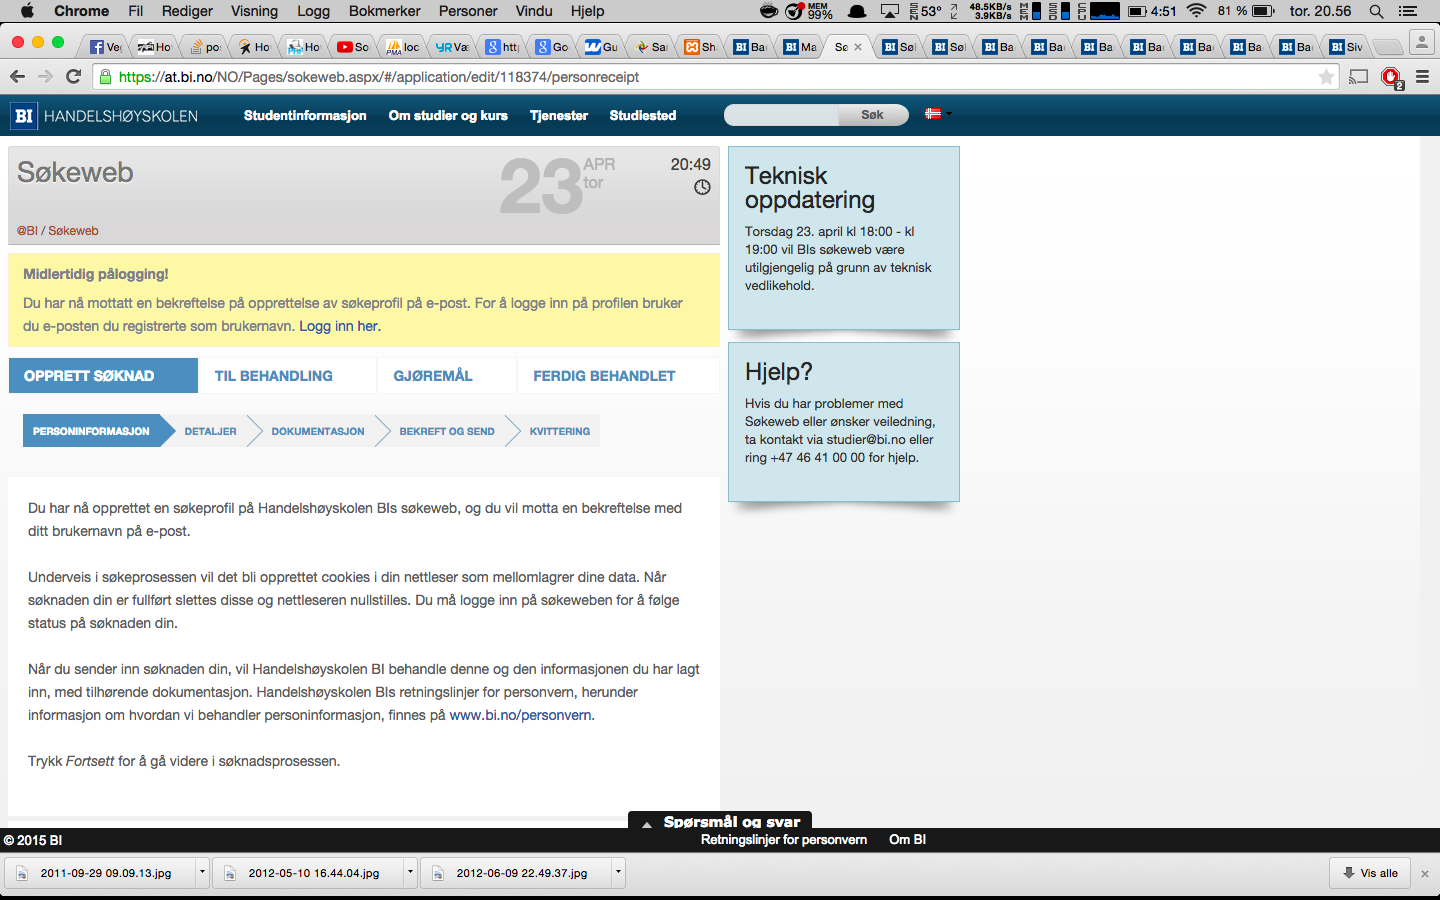 Chrome Fil Rediger Visning Logg Bokmerker Personer Vindu Hjelp MEM 99% SEN 53° 48.5KB/s 3.9KB/s MEM SSD CPU 4:51 81 % tor. 20.56
Veg Ho po Ho Ho So loc Væ http Go Gu Sar Sh Ba Ma Sø Søl Søl Ba Ba Ba Ba Ba Ba Ba Siv
https://at.bi.no/NO/Pages/sokeweb.aspx/#/application/edit/118374/personreceipt 2
BI HANDELSHØYSKOLEN Studentinformasjon Om studier og kurs Tjenester Studiested Søk
Søkeweb
23 APR tor
20:49
@BI / Søkeweb
Midlertidig pålogging!
Du har nå mottatt en bekreftelse på opprettelse av søkeprofil på e-post. For å logge inn på profilen bruker
du e-posten du registrerte som brukernavn. Logg inn her.
OPPRETT SØKNAD TIL BEHANDLING GJØREMÅL FERDIG BEHANDLET
PERSONINFORMASJON DETALJER DOKUMENTASJON BEKREFT OG SEND KVITTERING
Du har nå opprettet en søkeprofil på Handelshøyskolen BIs søkeweb, og du vil motta en bekreftelse med
ditt brukernavn på e-post.
Underveis i søkeprosessen vil det bli opprettet cookies i din nettleser som mellomlagrer dine data. Når
søknaden din er fullført slettes disse og nettleseren nullstilles. Du må logge inn på søkeweben for å følge
status på søknaden din.
Når du sender inn søknaden din, vil Handelshøyskolen BI behandle denne og den informasjonen du har lagt
inn, med tilhørende dokumentasjon. Handelshøyskolen BIs retningslinjer for personvern, herunder
informasjon om hvordan vi behandler personinformasjon, finnes på www.bi.no/personvern.
Trykk Fortsett for å gå videre i søknadsprosessen.
Teknisk
oppdatering
Torsdag 23. april kl 18:00 - kl
19:00 vil BIs søkeweb være
utilgjengelig på grunn av teknisk
vedlikehold.
Hjelp?
Hvis du har problemer med
Søkeweb eller ønsker veiledning,
ta kontakt via studier@bi.no eller
ring +47 46 41 00 00 for hjelp.
Spørsmål og svar
© 2015 BI Retningslinjer for personvern Om BI
2011-09-29 09.09.13.jpg 2012-05-10 16.44.04.jpg 2012-06-09 22.49.37.jpg Vis alle